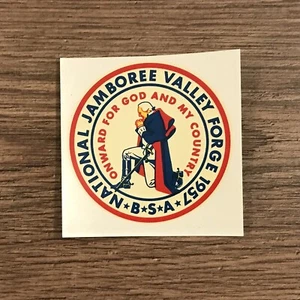 NATIONAL JAMBOREE VALLEY FORGE 1957
ONWARD FOR GOD AND MY COUNTRY
★B★S★A★